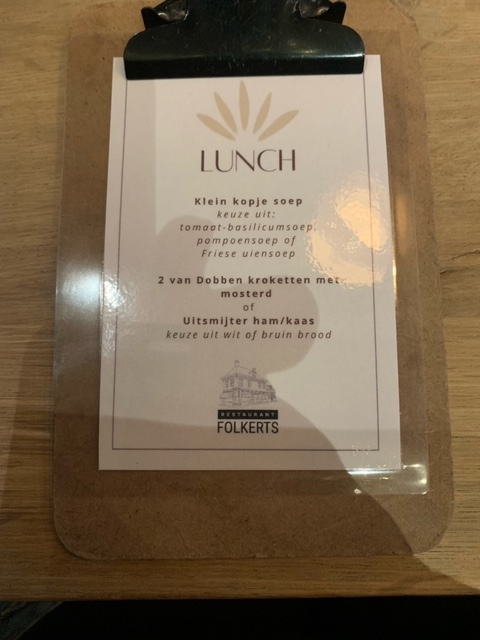 LUNCH
Klein kopje soep
keuze uit:
tomaat-basilicumsoep,
pompoensoep of
Friese uiensoep
2 van Dobben kroketten met
mosterd
of
Uitsmijter ham/kaas
keuze uit wit of bruin brood
RESTAURANT
FOLKERTS